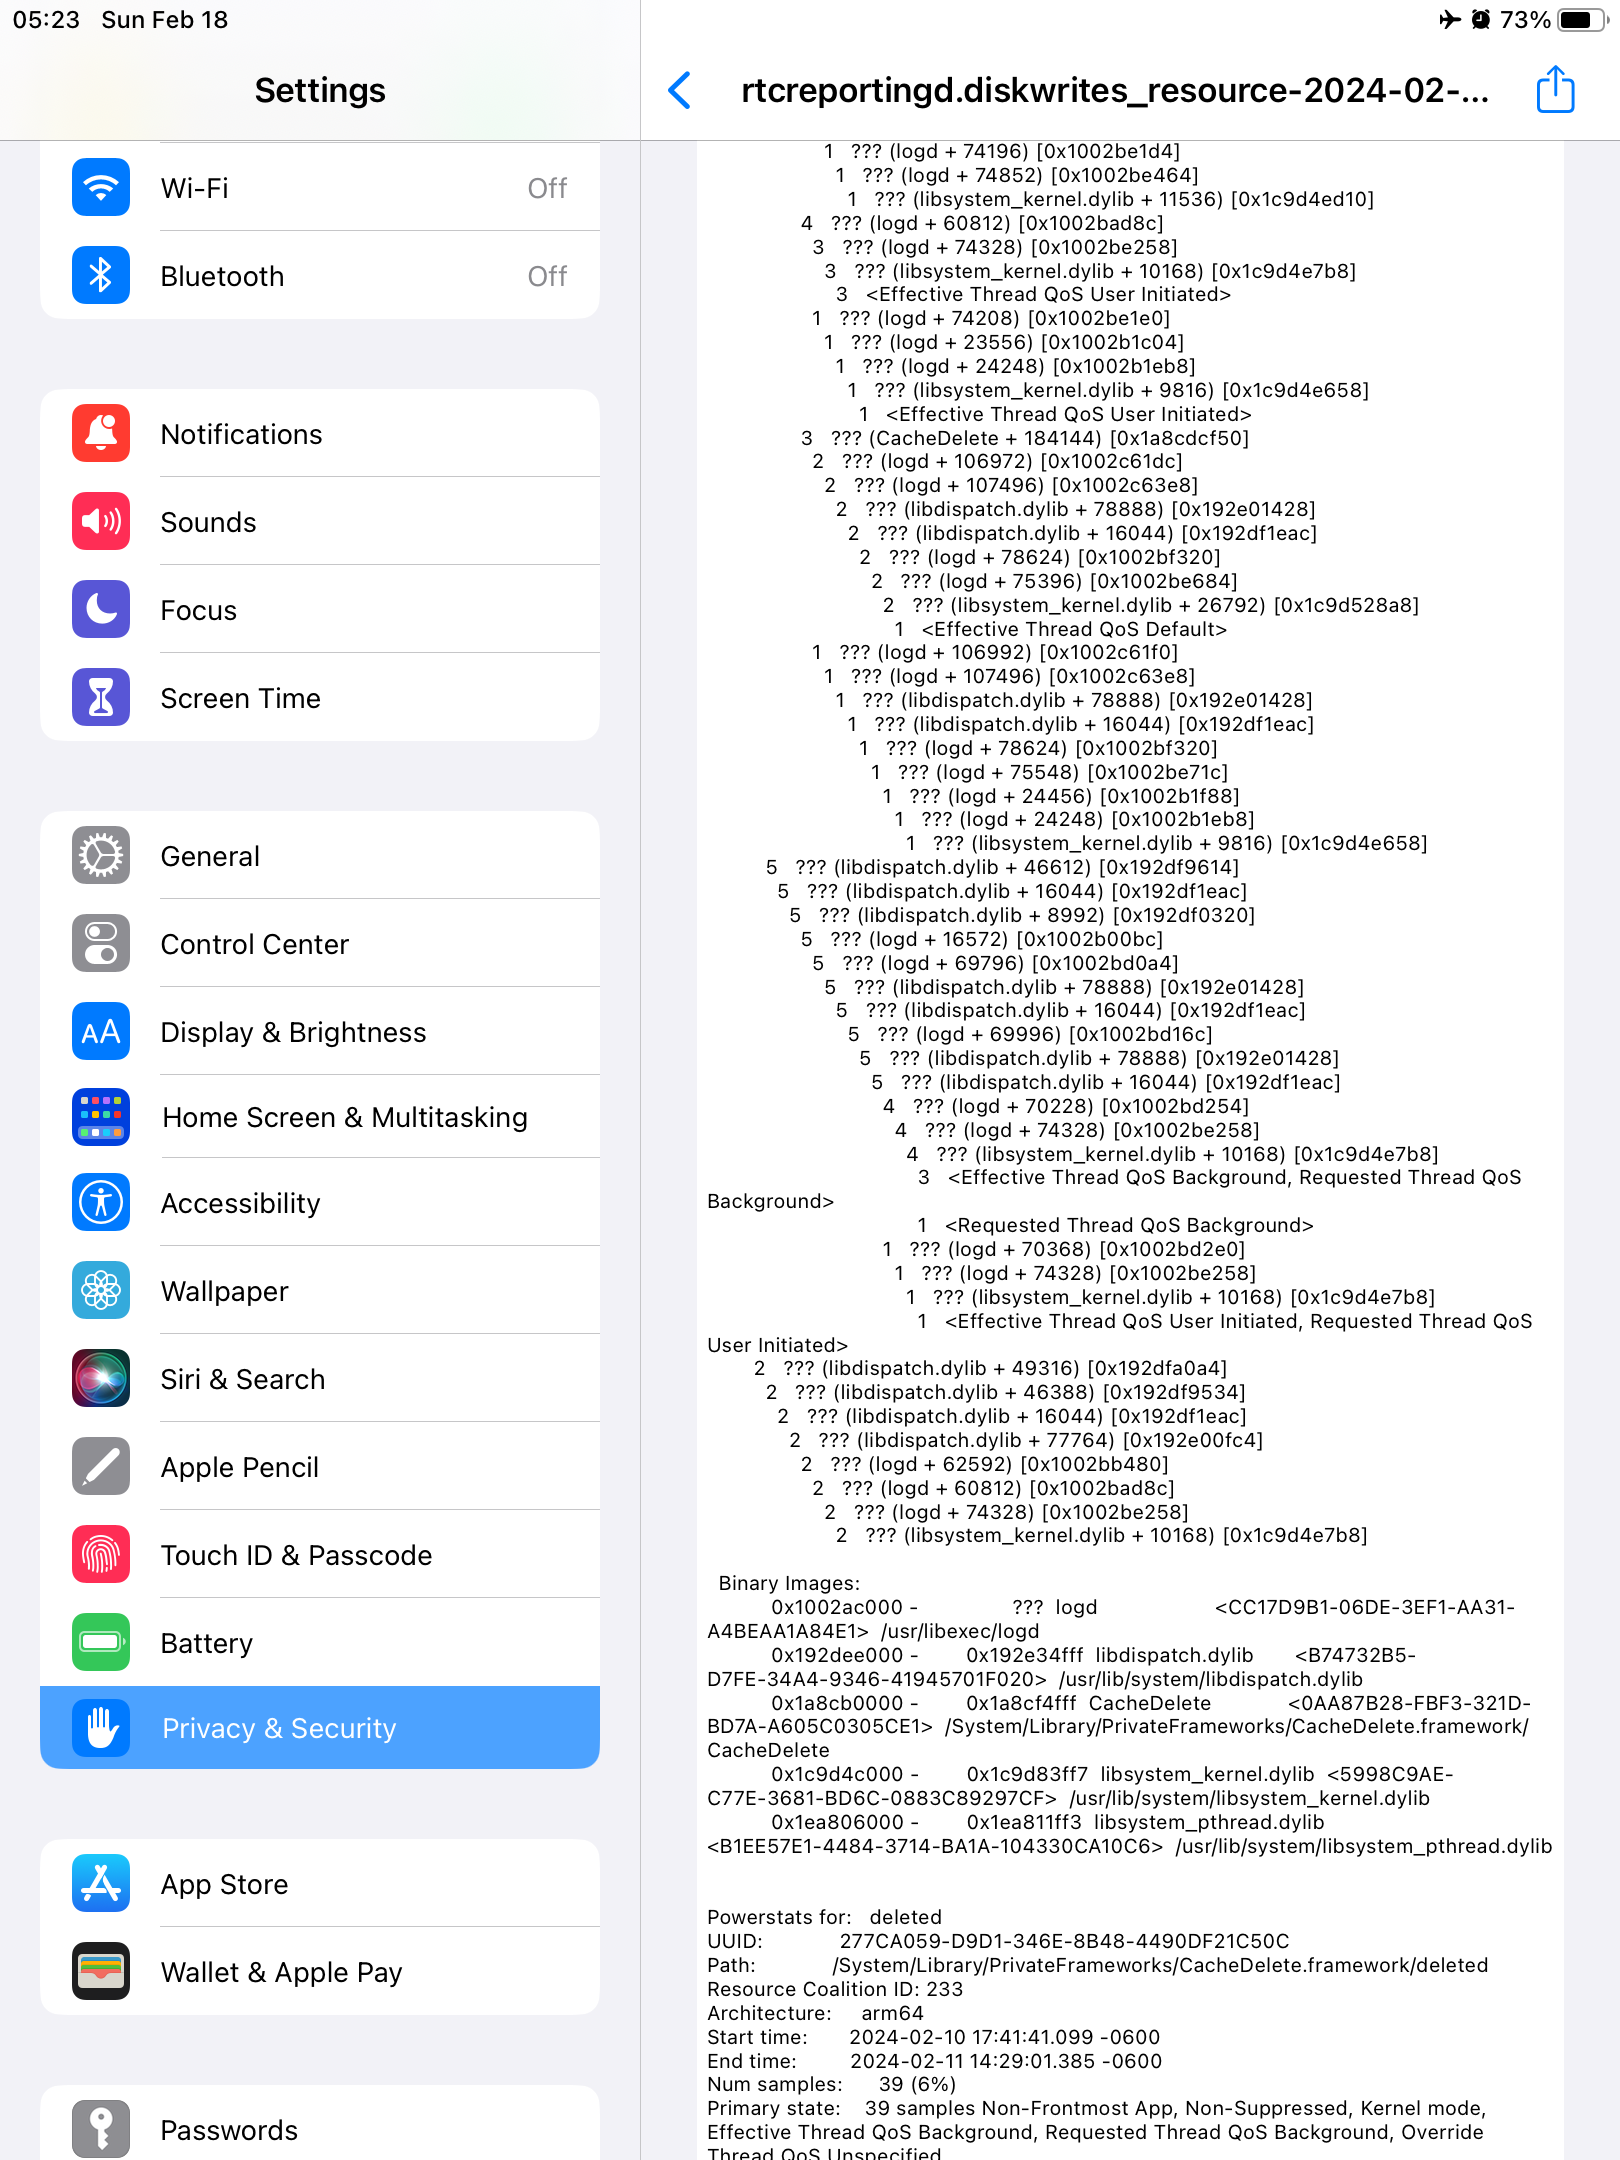 05:23 Sun Feb 18
73%
Settings
Wi-Fi Off
Bluetooth Off
Notifications
Sounds
Focus
Screen Time
General
Control Center
AA Display & Brightness
Home Screen & Multitasking
Accessibility
Wallpaper
Siri & Search
Apple Pencil
Touch ID & Passcode
Battery
Privacy & Security
App Store
Wallet & Apple Pay
Passwords
rtcreportingd.diskwrites_resource-2024-02-...
1 ??? (logd + 74196) [0x1002be1d4]
1 ??? (logd + 74852) [0x1002be464]
1 ??? (libsystem_kernel.dylib + 11536) [0x1c9d4ed10]
4 ??? (logd + 60812) [0x1002bad8c]
3 ??? (logd + 74328) [0x1002be258]
3 ??? (libsystem_kernel.dylib + 10168) [0x1c9d4e7b8]
3 <Effective Thread QoS User Initiated>
1 ??? (logd + 74208) [0x1002be1e0]
1 ??? (logd + 23556) [0x1002b1c04]
1 ??? (logd + 24248) [0x1002b1eb8]
1 ??? (libsystem_kernel.dylib + 9816) [0x1c9d4e658]
1 <Effective Thread QoS User Initiated>
3 ??? (CacheDelete + 184144) [0x1a8cdcf50]
2 ??? (logd + 106972) [0x1002c61dc]
2 ??? (logd + 107496) [0x1002c63e8]
2 ??? (libdispatch.dylib + 78888) [0x192e01428]
2 ??? (libdispatch.dylib + 16044) [0x192df1eac]
2 ??? (logd + 78624) [0x1002bf320]
2 ??? (logd + 75396) [0x1002be684]
2 ??? (libsystem_kernel.dylib + 26792) [0x1c9d528a8]
1 <Effective Thread QoS Default>
1 ??? (logd + 106992) [0x1002c61f0]
1 ??? (logd + 107496) [0x1002c63e8]
1 ??? (libdispatch.dylib + 78888) [0x192e01428]
1 ??? (libdispatch.dylib + 16044) [0x192df1eac]
1 ??? (logd + 78624) [0x1002bf320]
1 ??? (logd + 75548) [0x1002be71c]
1 ??? (logd + 24456) [0x1002b1f88]
1 ??? (logd + 24248) [0x1002b1eb8]
1 ??? (libsystem_kernel.dylib + 9816) [0x1c9d4e658]
5 ??? (libdispatch.dylib + 46612) [0x192df9614]
5 ??? (libdispatch.dylib + 16044) [0x192df1eac]
5 ??? (libdispatch.dylib + 8992) [0x192df0320]
5 ??? (logd + 16572) [0x1002b00bc]
5 ??? (logd + 69796) [0x1002bd0a4]
5 ??? (libdispatch.dylib + 78888) [0x192e01428]
5 ??? (libdispatch.dylib + 16044) [0x192df1eac]
5 ??? (logd + 69996) [0x1002bd16c]
5 ??? (libdispatch.dylib + 78888) [0x192e01428]
5 ??? (libdispatch.dylib + 16044) [0x192df1eac]
4 ??? (logd + 70228) [0x1002bd254]
4 ??? (logd + 74328) [0x1002be258]
4 ??? (libsystem_kernel.dylib + 10168) [0x1c9d4e7b8]
3 <Effective Thread QoS Background, Requested Thread QoS
Background>
1 <Requested Thread QoS Background>
1 ??? (logd + 70368) [0x1002bd2e0]
1 ??? (logd + 74328) [0x1002be258]
1 ??? (libsystem_kernel.dylib + 10168) [0x1c9d4e7b8]
1 <Effective Thread QoS User Initiated, Requested Thread QoS
User Initiated>
2 ??? (libdispatch.dylib + 49316) [0x192dfa0a4]
2 ??? (libdispatch.dylib + 46388) [0x192df9534]
2 ??? (libdispatch.dylib + 16044) [0x192df1eac]
2 ??? (libdispatch.dylib + 77764) [0x192e00fc4]
2 ??? (logd + 62592) [0x1002bb480]
2 ??? (logd + 60812) [0x1002bad8c]
2 ??? (logd + 74328) [0x1002be258]
2 ??? (libsystem_kernel.dylib + 10168) [0x1c9d4e7b8]
Binary Images:
0x1002ac000 - ??? logd <CC17D9B1-06DE-3EF1-AA31-
A4BEAA1A84E1> /usr/libexec/logd
0x192dee000 - 0x192e34fff libdispatch.dylib <B74732B5-
D7FE-34A4-9346-41945701F020> /usr/lib/system/libdispatch.dylib
0x1a8cb0000 - 0x1a8cf4fff CacheDelete <0AA87B28-FBF3-321D-
BD7A-A605C0305CE1> /System/Library/PrivateFrameworks/CacheDelete.framework/
CacheDelete
0x1c9d4c000 - 0x1c9d83ff7 libsystem_kernel.dylib <5998C9AE-
C77E-3681-BD6C-0883C89297CF> /usr/lib/system/libsystem_kernel.dylib
0x1ea806000 - 0x1ea811ff3 libsystem_pthread.dylib
<B1EE57E1-4484-3714-BA1A-104330CA10C6> /usr/lib/system/libsystem_pthread.dylib
Powerstats for: deleted
UUID: 277CA059-D9D1-346E-8B48-4490DF21C50C
Path: /System/Library/PrivateFrameworks/CacheDelete.framework/deleted
Resource Coalition ID: 233
Architecture: arm64
Start time: 2024-02-10 17:41:41.099 -0600
End time: 2024-02-11 14:29:01.385 -0600
Num samples: 39 (6%)
Primary state: 39 samples Non-Frontmost App, Non-Suppressed, Kernel mode,
Effective Thread QoS Background, Requested Thread QoS Background, Override
Thread QoS Unspecified